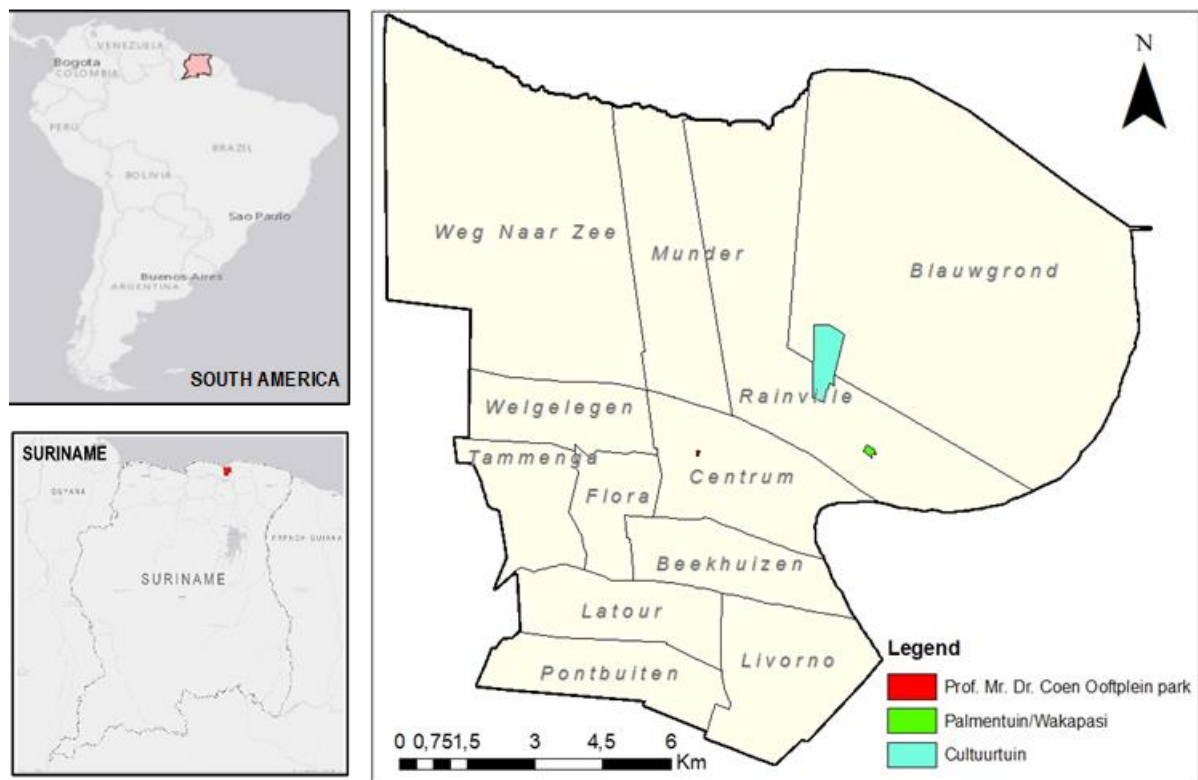 VENEZUELA
Bogota
COLOMBIA
PERU
BRAZIL
BOLIVIA
Sao Paulo
Buenos Aires
ARGENTINA
SOUTH AMERICA
SURINAME
GUYANA
FRENCH GUIANA
SURINAME
N
Weg Naar Zee
Munder
Blauwgrond
Rainville
Welgelegen
Tammenga
Flora
Centrum
Beekhuizen
Latour
Livorno
Pontbuiten
Legend
Prof. Mr. Dr. Coen Ooftplein park
Palmentuin/Wakapasi
Cultuurtuin
0 0,751,5 3 4,5 6
Km